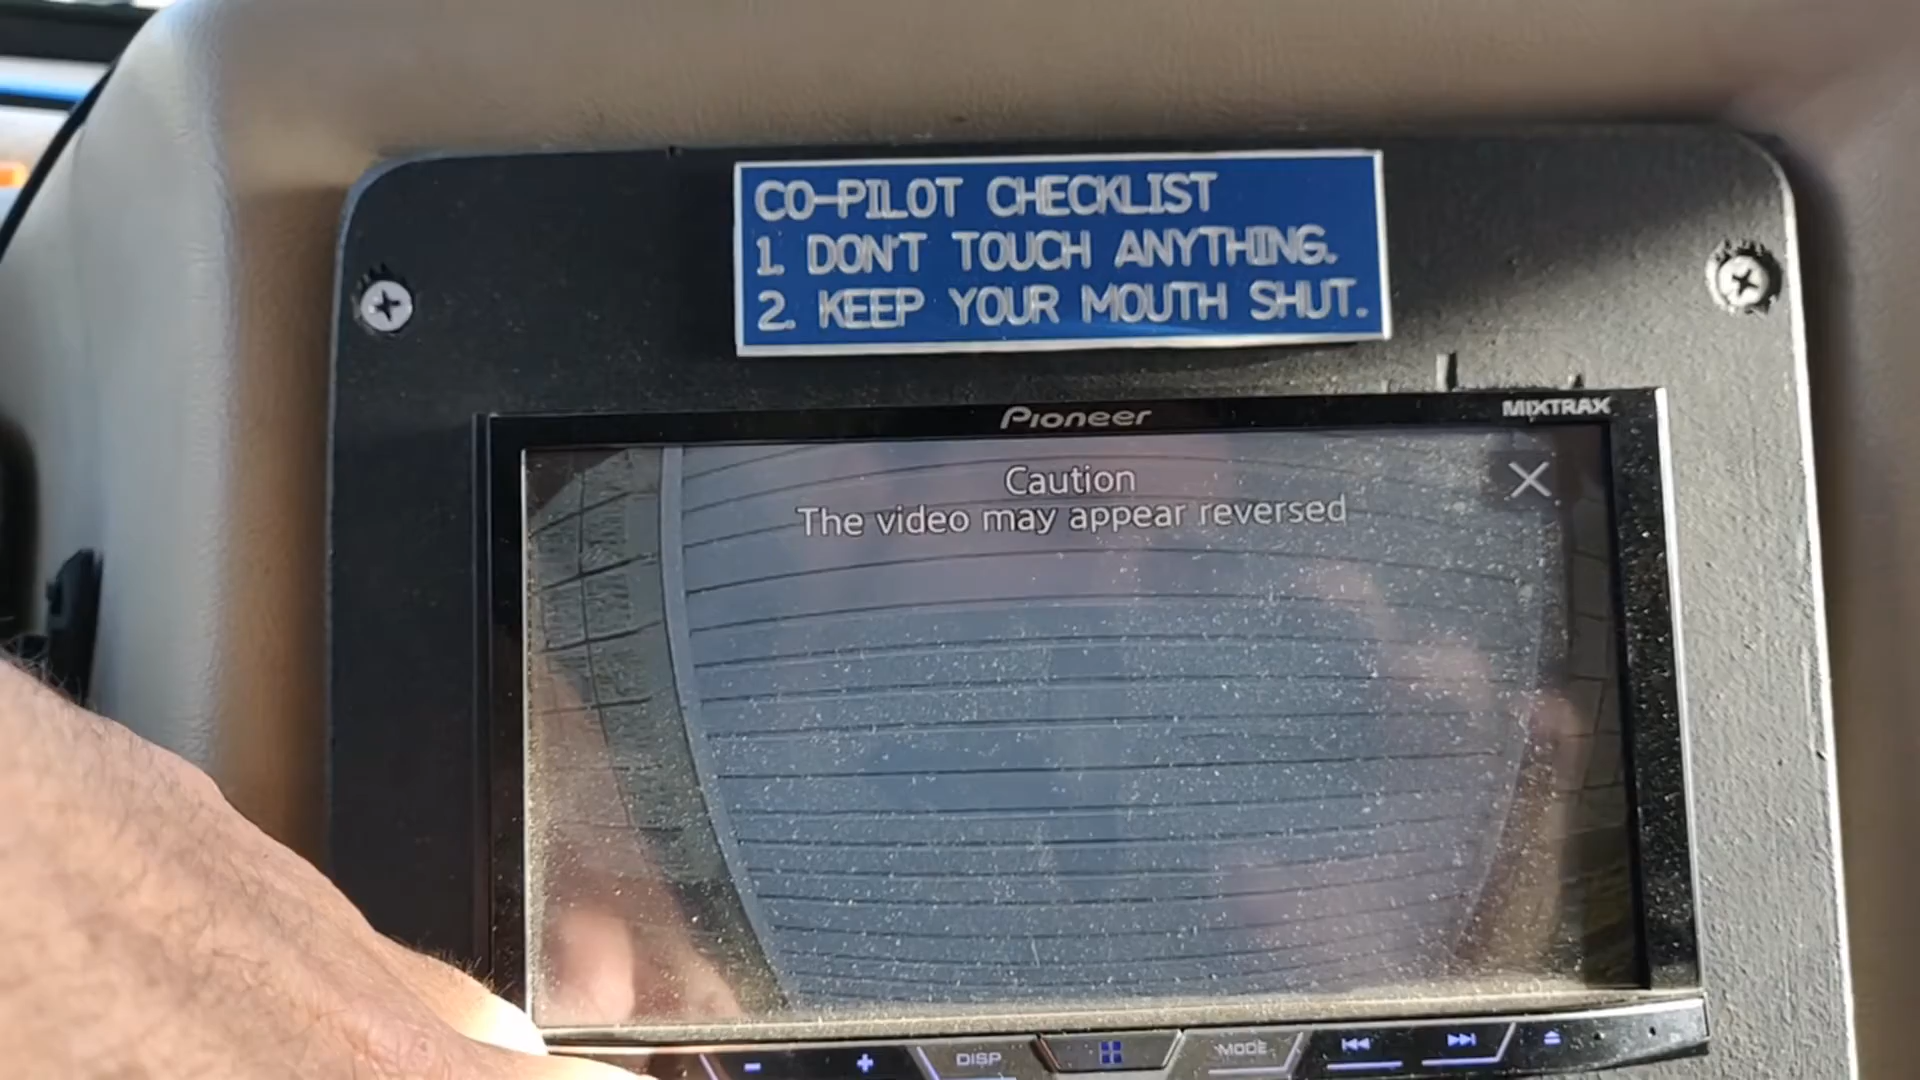 CO-PILOT CHECKLIST
1. DON'T TOUCH ANYTHING.
2. KEEP YOUR MOUTH SHUT.
Pioneer
MIXTRAX
Caution
The video may appear reversed
DISP
MODE